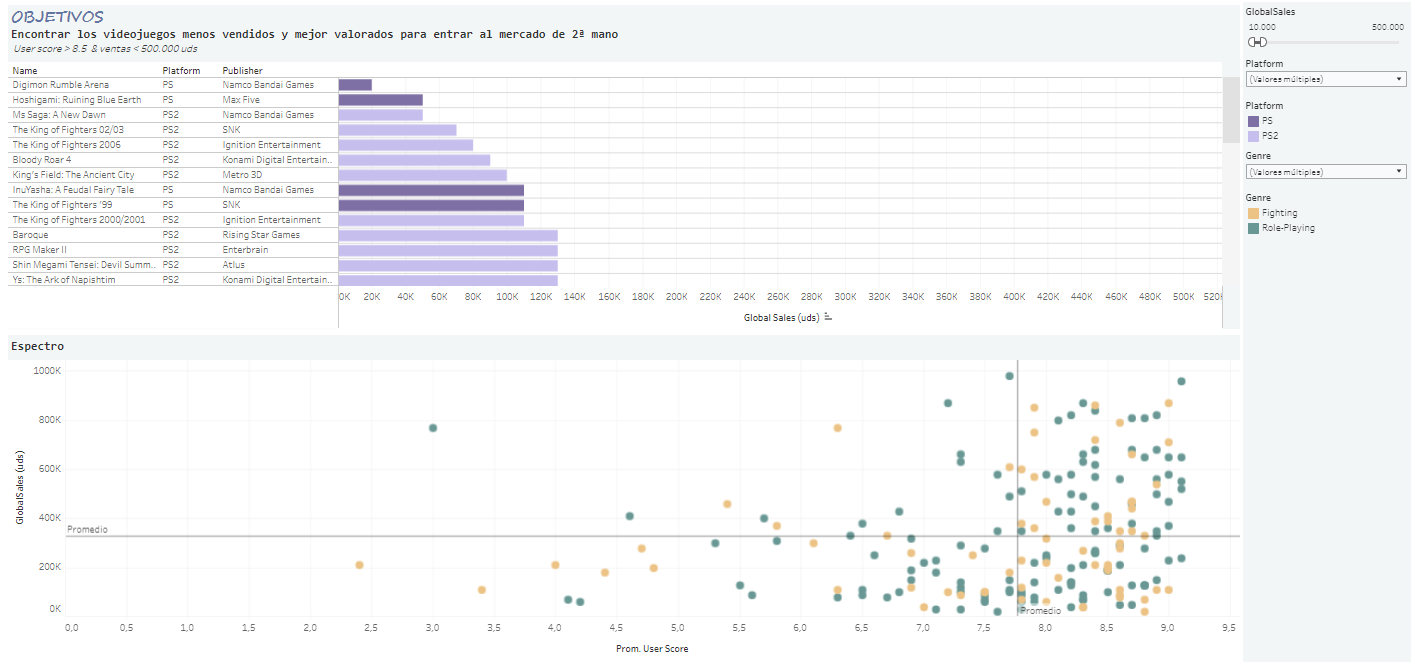 OBJETIVOS
Encontrar los videojuegos menos vendidos y mejor valorados para entrar al mercado de 2ª mano
User score > 8.5 & ventas < 500.000 uds
Name Platform Publisher
Digimon Rumble Arena PS Namco Bandai Games
Hoshigami: Ruining Blue Earth PS Max Five
Ms Saga: A New Dawn PS2 Namco Bandai Games
The King of Fighters 02/03 PS2 SNK
The King of Fighters 2006 PS2 Ignition Entertainment
Bloody Roar 4 PS2 Konami Digital Entertain..
King's Field: The Ancient City PS2 Metro 3D
InuYasha: A Feudal Fairy Tale PS Namco Bandai Games
The King of Fighters '99 PS SNK
The King of Fighters 2000/2001 PS2 Ignition Entertainment
Baroque PS2 Rising Star Games
RPG Maker II PS2 Enterbrain
Shin Megami Tensei: Devil Summ.. PS2 Atlus
Ys: The Ark of Napishtim PS2 Konami Digital Entertain..
0K 20K 40K 60K 80K 100K 120K 140K 160K 180K 200K 220K 240K 260K 280K 300K 320K 340K 360K 380K 400K 420K 440K 460K 480K 500K 520K
Global Sales (uds)
Espectro
GlobalSales (uds)
1000K
800K
600K
400K
200K
0K
Promedio
Promedio
0,0 0,5 1,0 1,5 2,0 2,5 3,0 3,5 4,0 4,5 5,0 5,5 6,0 6,5 7,0 7,5 8,0 8,5 9,0 9,5
Prom. User Score
GlobalSales
10.000 500.000
Platform
(Valores múltiples)
Platform
PS
PS2
Genre
(Valores múltiples)
Genre
Fighting
Role-Playing